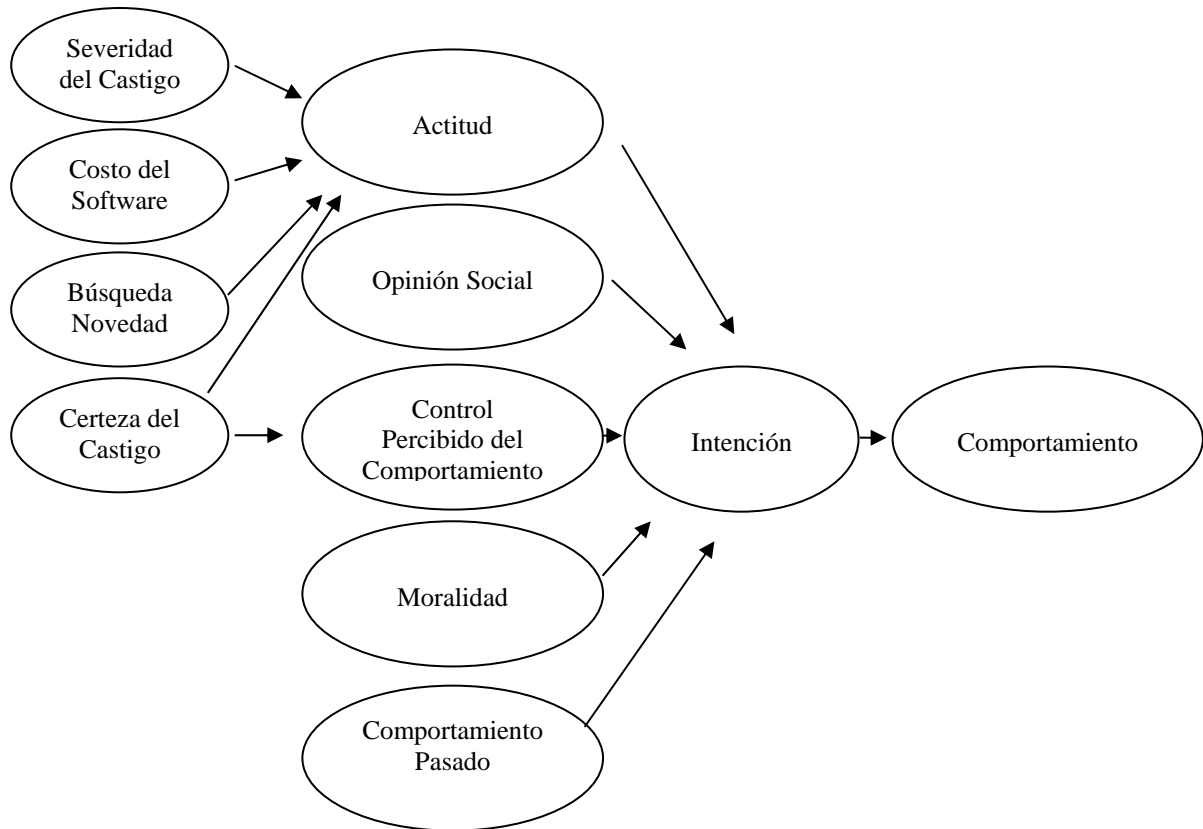 Severidad
del Castigo
Costo del
Software
Búsqueda
Novedad
Certeza del
Castigo
Actitud
Opinión Social
Control
Percibido del
Comportamiento
Moralidad
Comportamiento
Pasado
Intención
Comportamiento